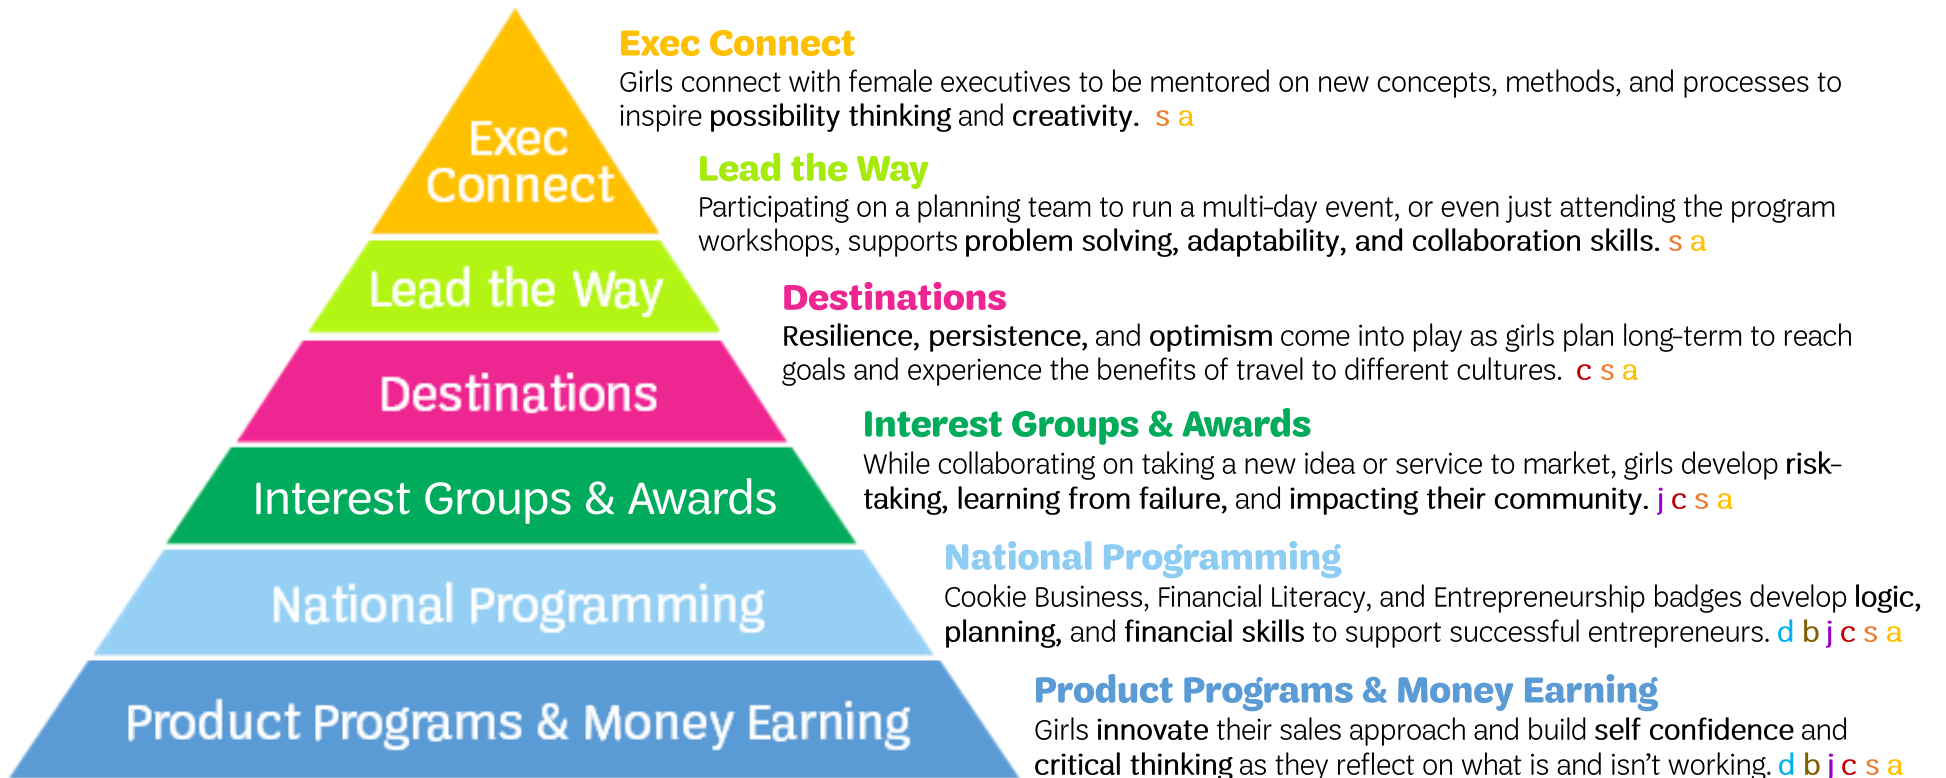 Exec Connect
Girls connect with female executives to be mentored on new concepts, methods, and processes to
inspire possibility thinking and creativity. s a
Exec
Connect
Lead the Way
Participating on a planning team to run a multi-day event, or even just attending the program
workshops, supports problem solving, adaptability, and collaboration skills. s a
Lead the Way
Destinations
Resilience, persistence, and optimism come into play as girls plan long-term to reach
goals and experience the benefits of travel to different cultures. c s a
Destinations
Interest Groups & Awards
While collaborating on taking a new idea or service to market, girls develop risk-
taking, learning from failure, and impacting their community. j c s a
Interest Groups & Awards
National Programming
Cookie Business, Financial Literacy, and Entrepreneurship badges develop logic,
planning, and financial skills to support successful entrepreneurs. d b j c s a
National Programming
Product Programs & Money Earning
Girls innovate their sales approach and build self confidence and
critical thinking as they reflect on what is and isn't working. d b j c s a
Product Programs & Money Earning